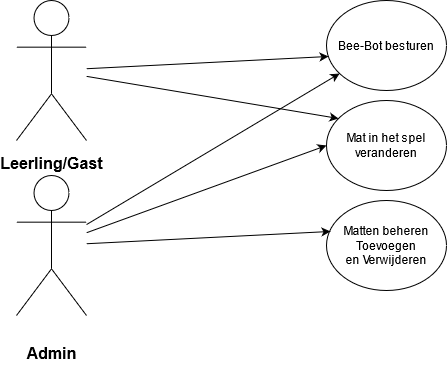 Bee-Bot besturen
Mat in het spel
veranderen
Leerling/Gast
Matten beheren
Toevoegen
en Verwijderen
Admin